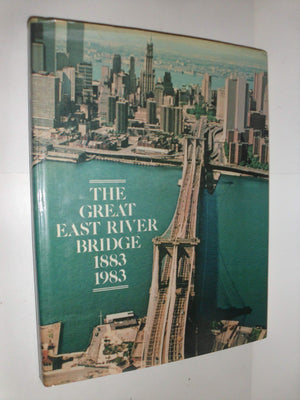 THE
GREAT
EAST RIVER
BRIDGE
1883
1983